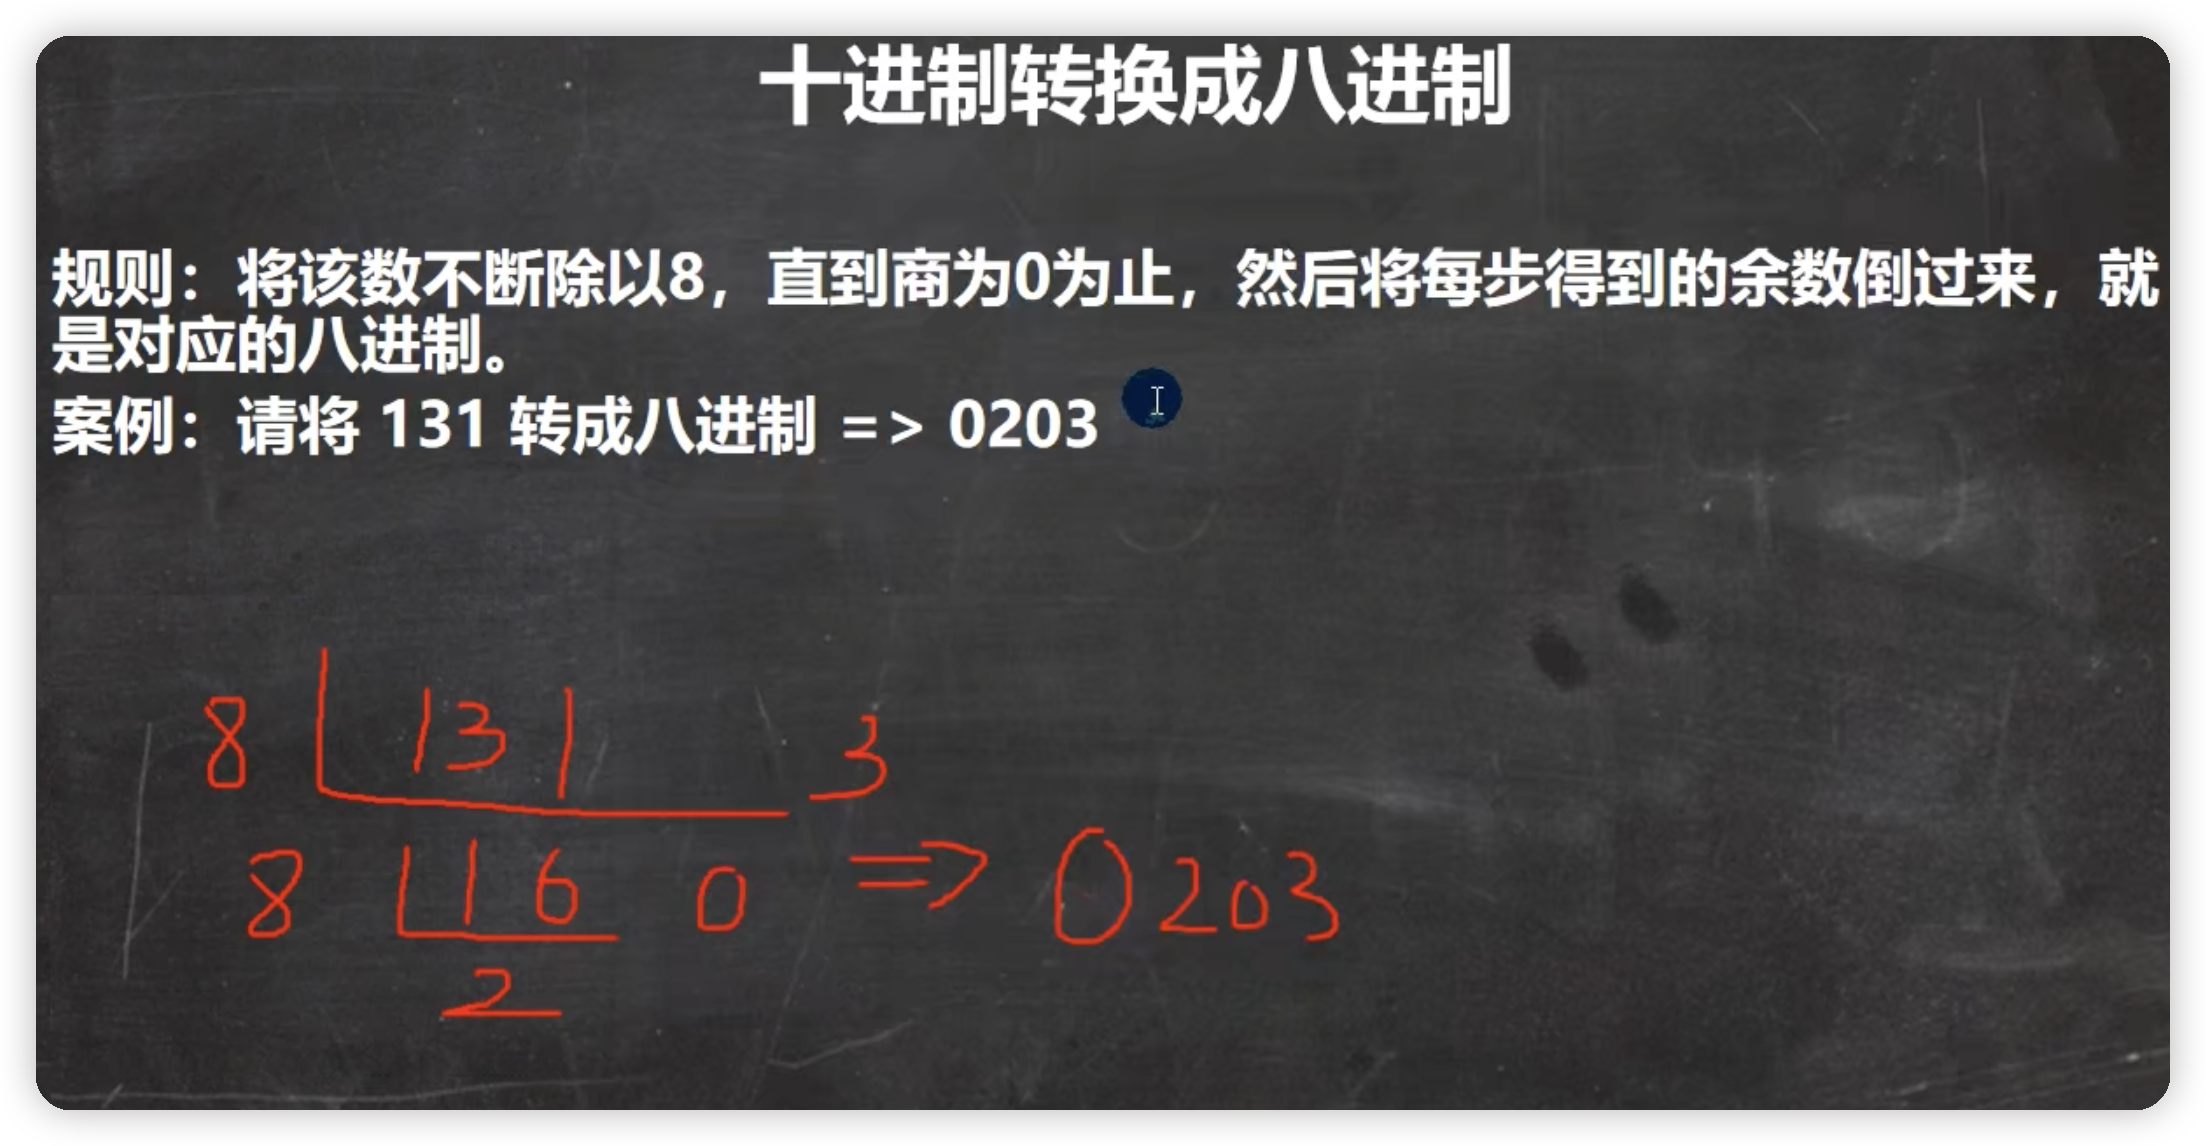 十进制转换成八进制
规则：将该数不断除以8，直到商为0为止，然后将每步得到的余数倒过来，就
是对应的八进制。
案例：请将 131 转成八进制 => 0203
8 131 3
8 16 0 => 0203
2